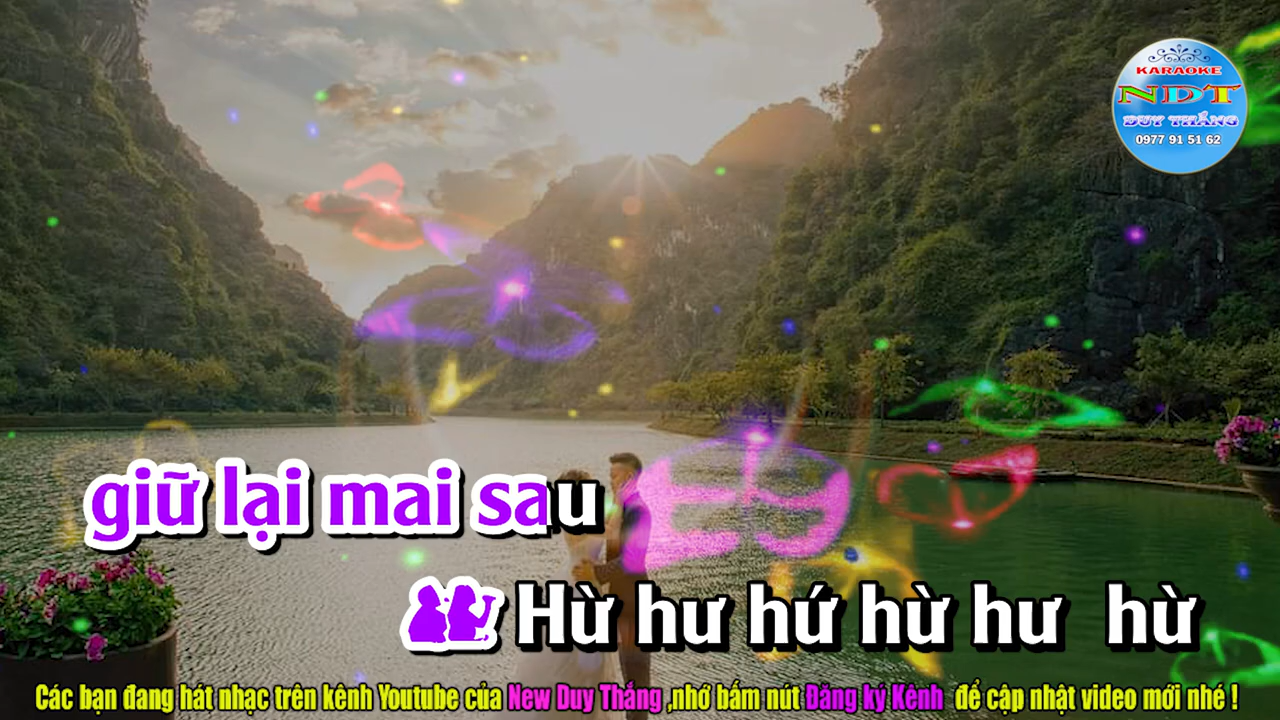 KARAOKE
NDT
DUY THẮNG
0977 91 51 62
giữ lại mai sau
Hừ hư hứ hừ hư hừ
Các bạn đang hát nhạc trên kênh Youtube của New Duy Thắng ,nhớ bấm nút Đăng ký Kênh để cập nhật video mới nhé !